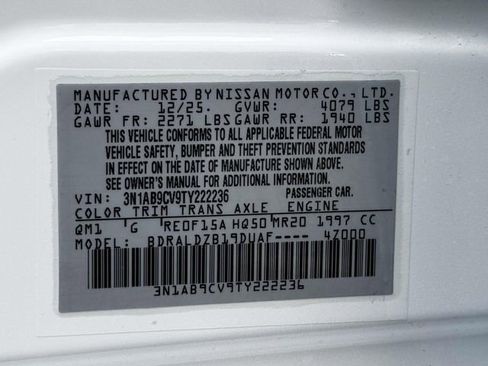 MANUFACTURED BY NISSAN MOTOR CO., LTD.
DATE: 12/25. GVWR: 4079 LBS
GAWR FR: 2271 LBS GAWR RR: 1940 LBS
THIS VEHICLE CONFORMS TO ALL APPLICABLE FEDERAL MOTOR
VEHICLE SAFETY, BUMPER AND THEFT PREVENTION STANDARDS
IN EFFECT ON THE DATE OF MANUFACTURE SHOWN ABOVE.
SEE OWNER'S MANUAL FOR ADDITIONAL INFORMATION.
VIN: 3N1AB9CV9TY222236 PASSENGER CAR.
COLOR TRIM TRANS AXLE ENGINE
QM1 G RE0F15A HQ50 MR20 1997 CC
MODEL: BDRALDZB19DUAF---- 4Z000
3N1AB9CV9TY222236